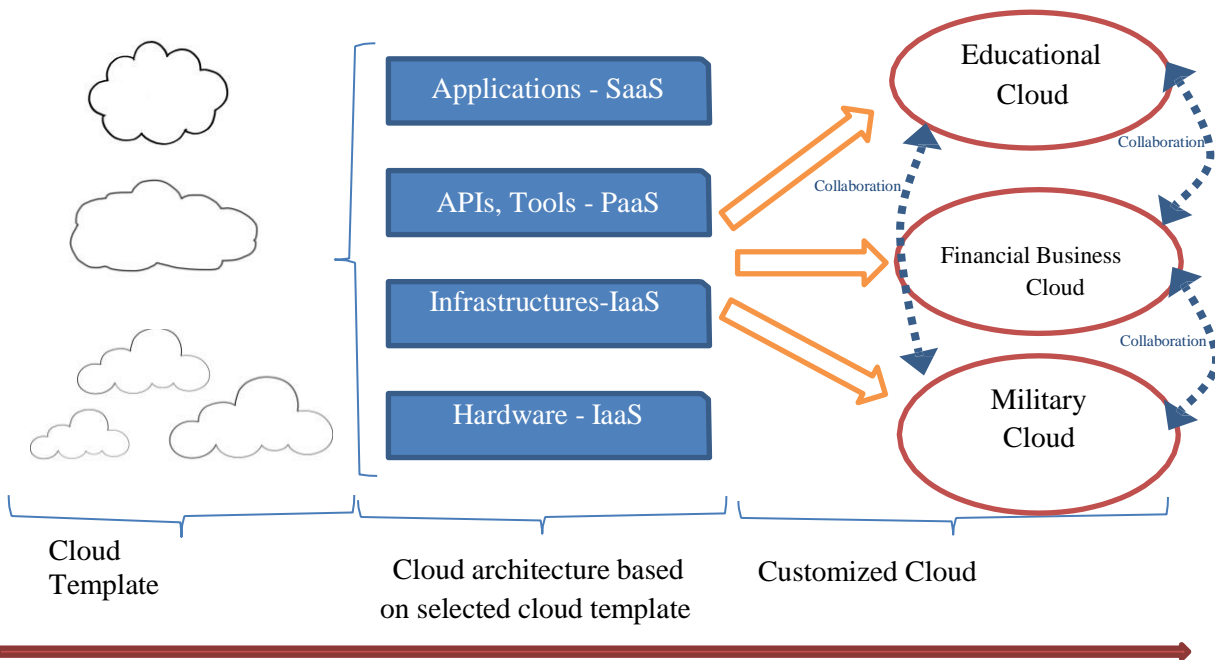 Applications - SaaS
APIs, Tools - PaaS
Infrastructures-IaaS
Hardware - IaaS
Educational
Cloud
Collaboration
Collaboration
Financial Business
Cloud
Collaboration
Military
Cloud
Cloud
Template
Cloud architecture based
on selected cloud template
Customized Cloud